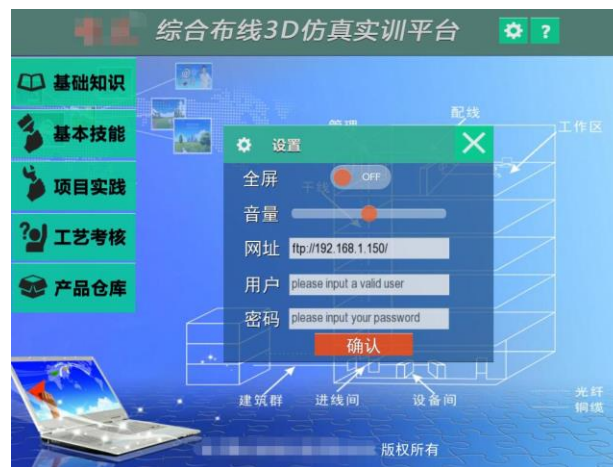 综合布线3D仿真实训平台
?
基础知识
基本技能
项目实践
工艺考核
产品仓库
配线
管理
工作区
设置
全屏
OFF
干线
音量
网址
ftp://192.168.1.150/
用户
please input a valid user
密码
please input your password
确认
建筑群
进线间
设备间
光纤
铜缆
版权所有